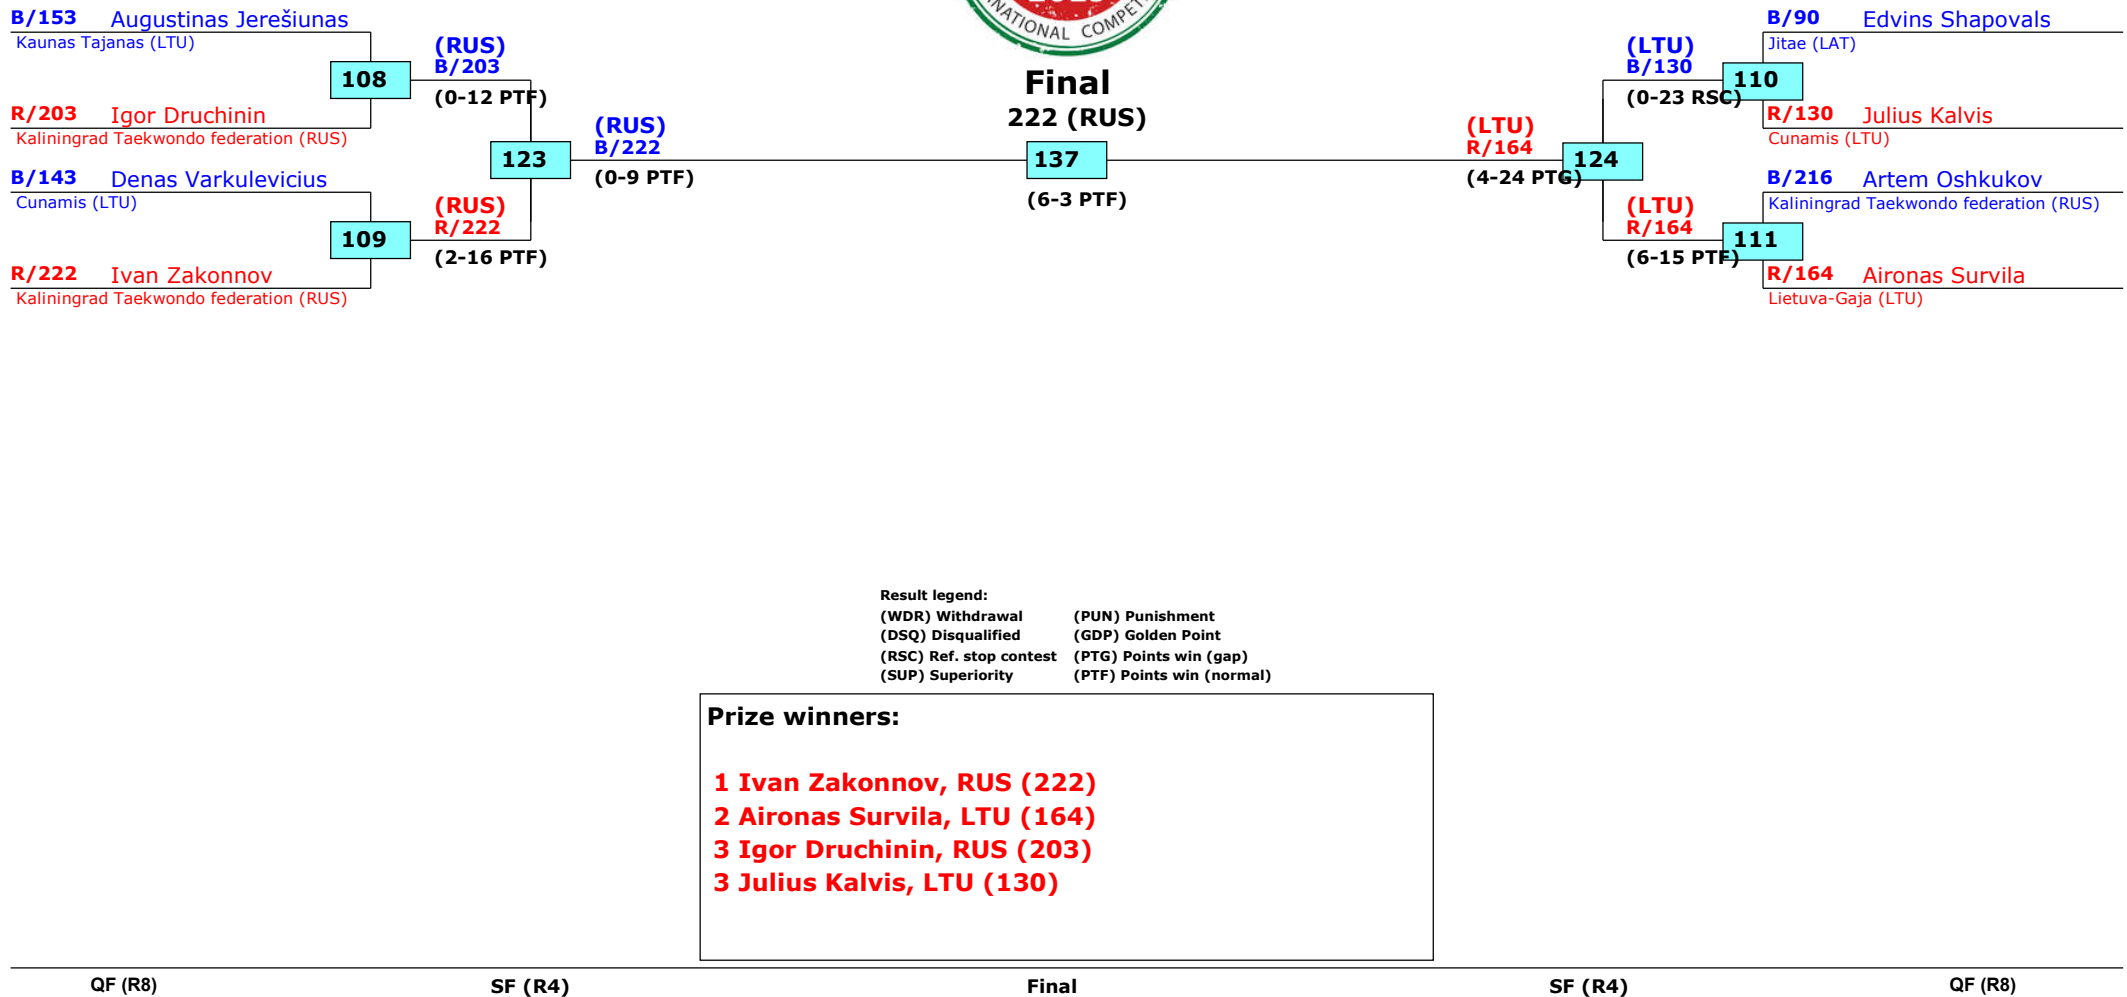 NATIONAL COMPET
B/153 Augustinas Jerešiunas
Kaunas Tajanas (LTU)
108
R/203 Igor Druchinin
Kaliningrad Taekwondo federation (RUS)
B/143 Denas Varkulevicius
Cunamis (LTU)
109
R/222 Ivan Zakonnov
Kaliningrad Taekwondo federation (RUS)
(RUS)
B/203
(0-12 PTF)
123
(RUS)
R/222
(2-16 PTF)
(RUS)
B/222
(0-9 PTF)
Final
222 (RUS)
137
(6-3 PTF)
(LTU)
R/164
(4-24 PTG)
124
(LTU)
B/130
(0-23 RSC)
(LTU)
R/164
(6-15 PTF)
B/90 Edvins Shapovals
Jitae (LAT)
110
R/130 Julius Kalvis
Cunamis (LTU)
B/216 Artem Oshkukov
Kaliningrad Taekwondo federation (RUS)
111
R/164 Aironas Survila
Lietuva-Gaja (LTU)
Result legend:
(WDR) Withdrawal (PUN) Punishment
(DSQ) Disqualified (GDP) Golden Point
(RSC) Ref. stop contest (PTG) Points win (gap)
(SUP) Superiority (PTF) Points win (normal)
Prize winners:
1 Ivan Zakonnov, RUS (222)
2 Aironas Survila, LTU (164)
3 Igor Druchinin, RUS (203)
3 Julius Kalvis, LTU (130)
QF (R8) SF (R4) Final SF (R4) QF (R8)